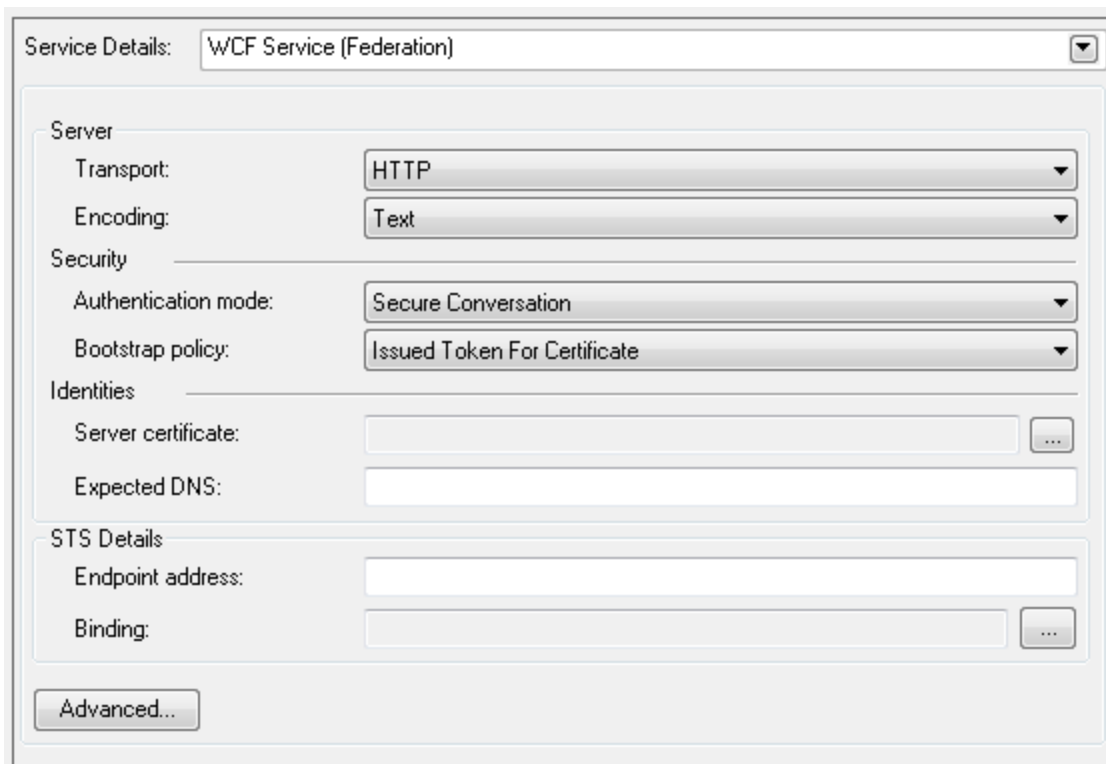 Service Details: WCF Service (Federation)
Server
Transport: HTTP
Encoding: Text
Security
Authentication mode: Secure Conversation
Bootstrap policy: Issued Token For Certificate
Identities
Server certificate: ...
Expected DNS:
STS Details
Endpoint address:
Binding: ...
Advanced...